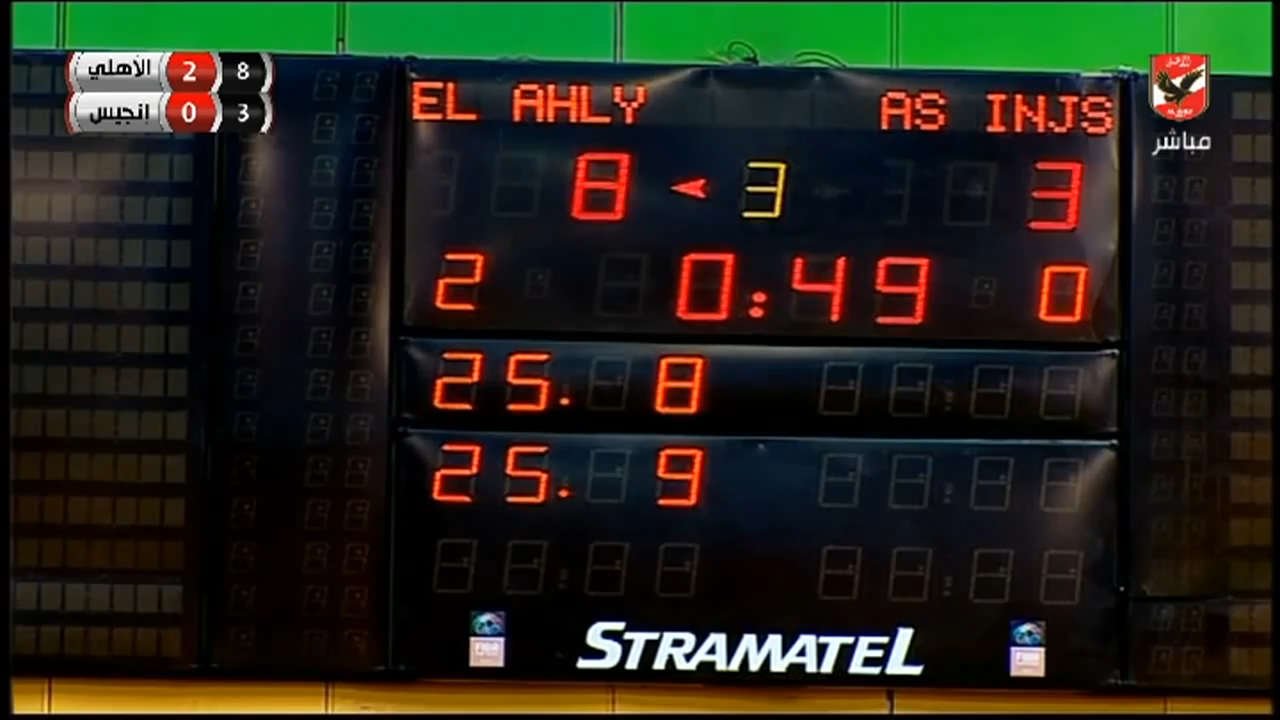 الأهلي 2 8
إنجيس 0 3
مباشر
EL AHLY AS INJS
8 3 3
2 0:49 0
25. 8
25. 9
STRAMATEL